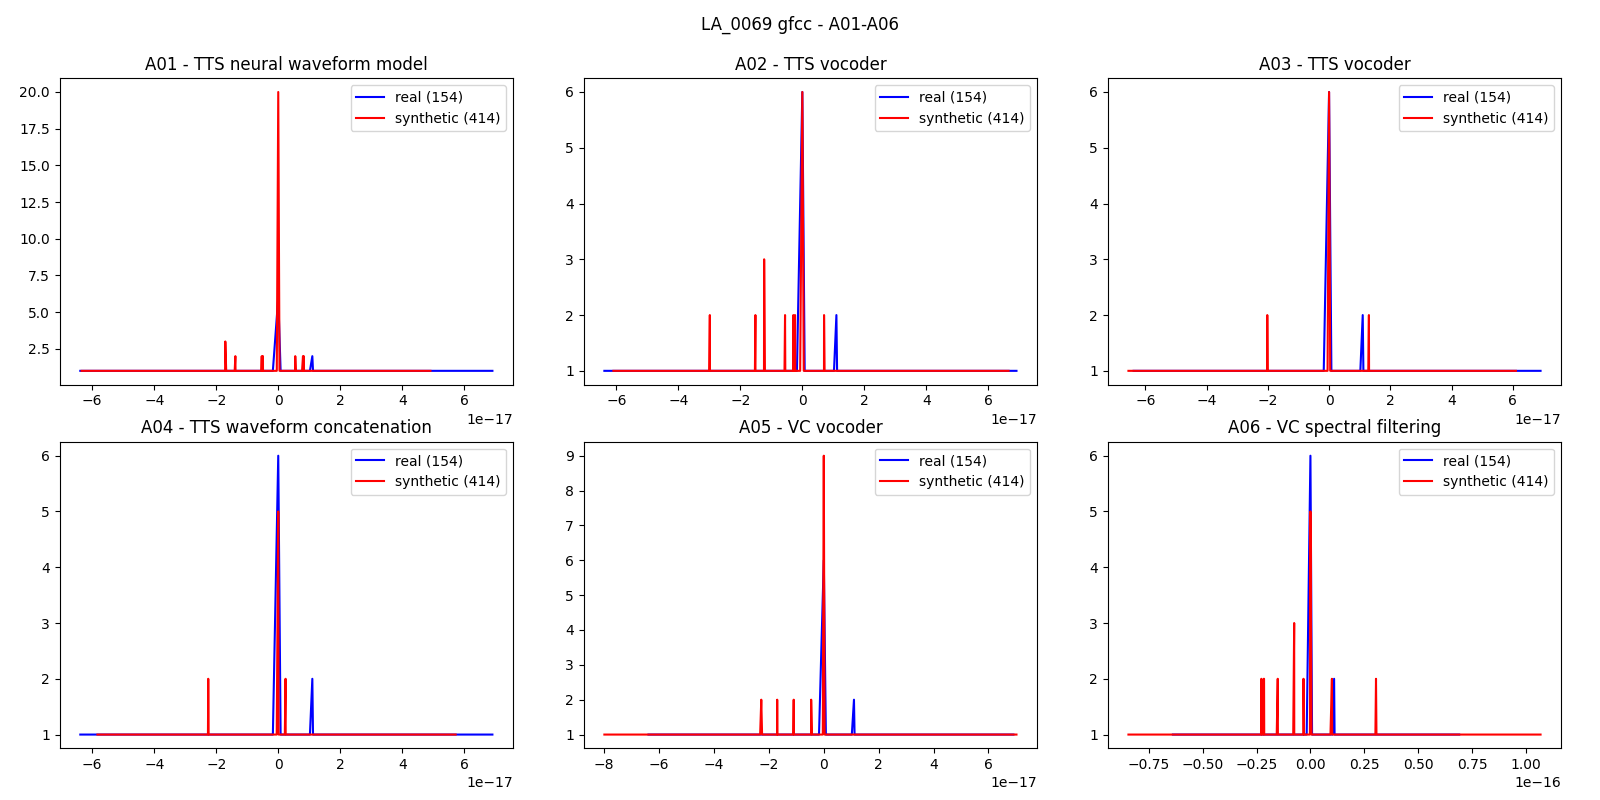 LA_0069 gfcc - A01-A06
A01 - TTS neural waveform model
20.0
17.5
15.0
12.5
10.0
7.5
5.0
2.5
real (154)
synthetic (414)
−6 −4 −2 0 2 4 6
1e−17
A02 - TTS vocoder
6
5
4
3
2
1
real (154)
synthetic (414)
−6 −4 −2 0 2 4 6
1e−17
A03 - TTS vocoder
6
5
4
3
2
1
real (154)
synthetic (414)
−6 −4 −2 0 2 4 6
1e−17
A04 - TTS waveform concatenation
6
5
4
3
2
1
real (154)
synthetic (414)
−6 −4 −2 0 2 4 6
1e−17
A05 - VC vocoder
9
8
7
6
5
4
3
2
1
real (154)
synthetic (414)
−8 −6 −4 −2 0 2 4 6
1e−17
A06 - VC spectral filtering
6
5
4
3
2
1
real (154)
synthetic (414)
−0.75 −0.50 −0.25 0.00 0.25 0.50 0.75 1.00
1e−16